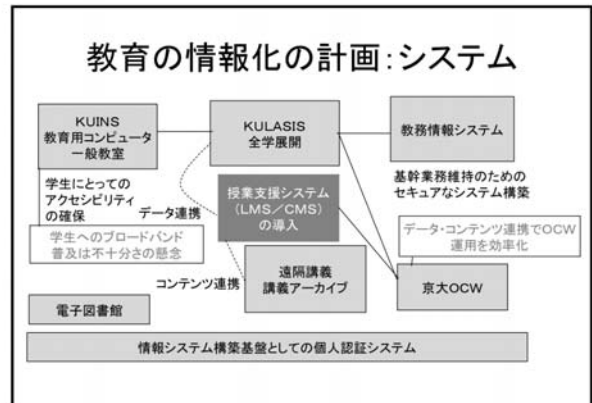 教育の情報化の計画：システム
KUINS
教育用コンピュータ
一般教室
KULASIS
全学展開
教務情報システム
学生にとっての
アクセシビリティ
の確保
データ連携
授業支援システム
(LMS／CMS)
の導入
基幹業務維持のための
セキュアなシステム構築
学生へのブロードバンド
普及は不十分さの懸念
データ・コンテンツ連携でOCW
運用を効率化
コンテンツ連携
遠隔講義
講義アーカイブ
京大OCW
電子図書館
情報システム構築基盤としての個人認証システム